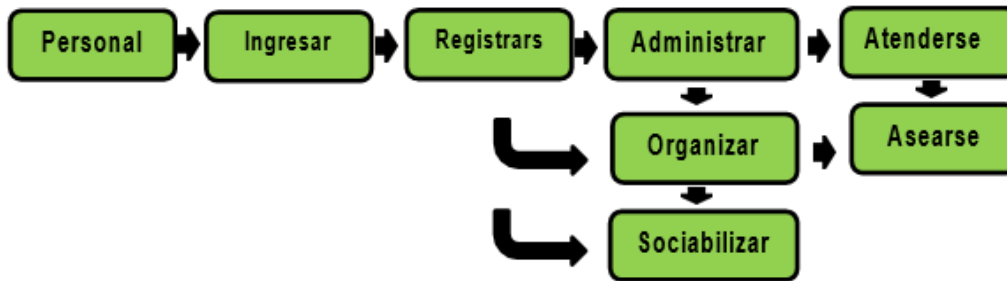 Personal
Ingresar
Registrars
Administrar
Atenderse
Organizar
Asearse
Sociabilizar